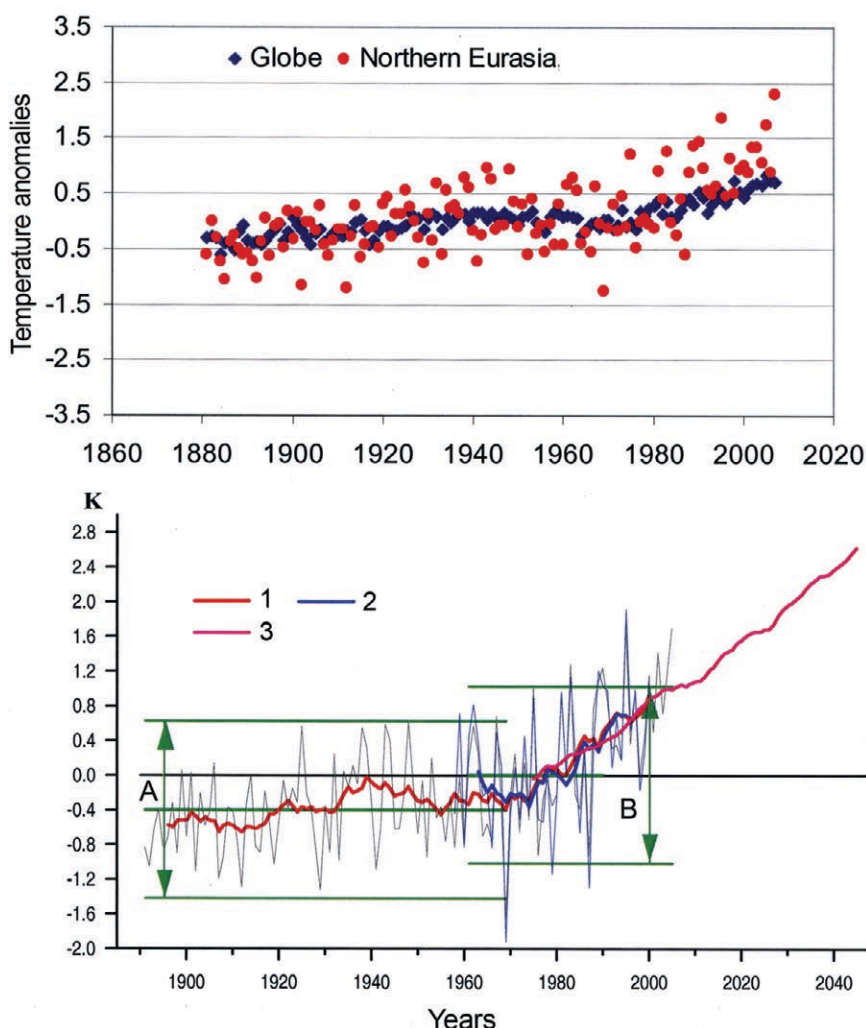 3.5
Globe Northern Eurasia.
2.5
1.5
0.5
-0.5
-1.5
-2.5
-3.5
Temperature anomalies
1860 1880 1900 1920 1940 1960 1980 2000 2020
K
2.8
2.4
2.0
1 2
3
1.6
1.2
0.8
0.4
0.0
A
B
-0.4
-0.8
-1.2
-1.6
-2.0
1900 1920 1940 1960 1980 2000 2020 2040
Years